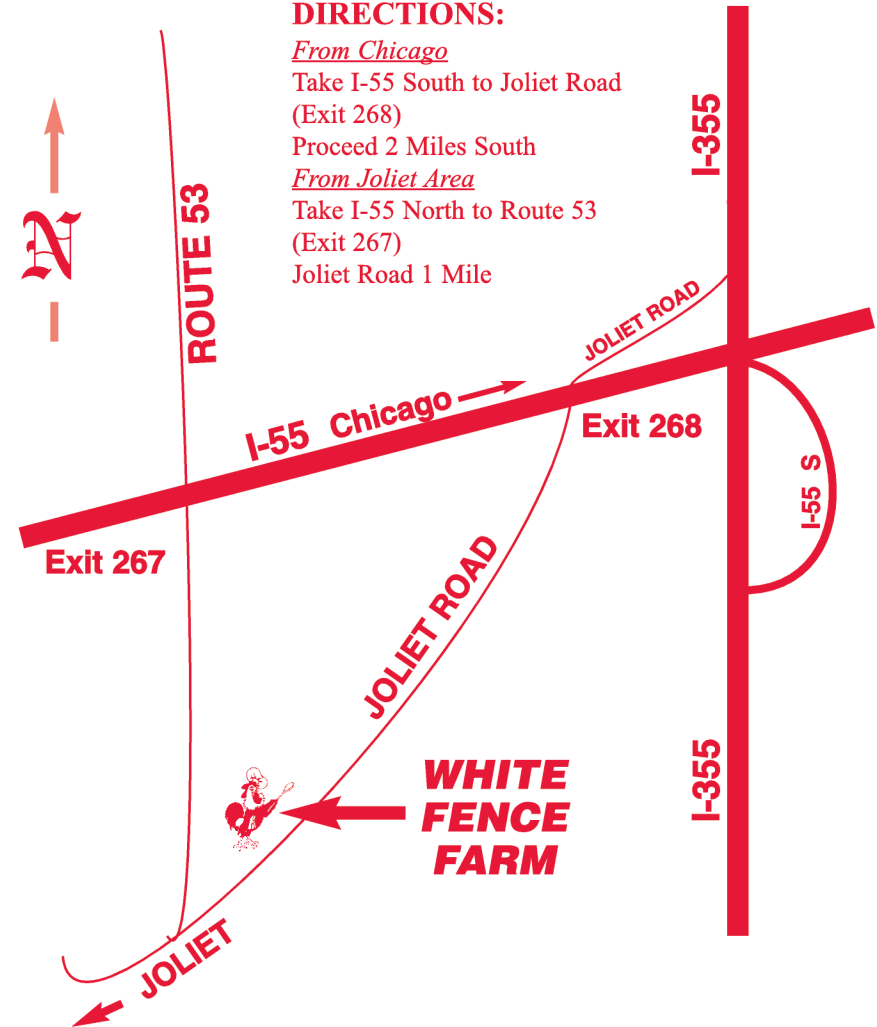 DIRECTIONS:
From Chicago
Take I-55 South to Joliet Road
(Exit 268)
Proceed 2 Miles South
From Joliet Area
Take I-55 North to Route 53
(Exit 267)
Joliet Road 1 Mile
I-355
N
ROUTE 53
JOLIET ROAD
I-55 Chicago
Exit 268
I-55 S
Exit 267
JOLIET ROAD
WHITE
FENCE
FARM
I-355
JOLIET